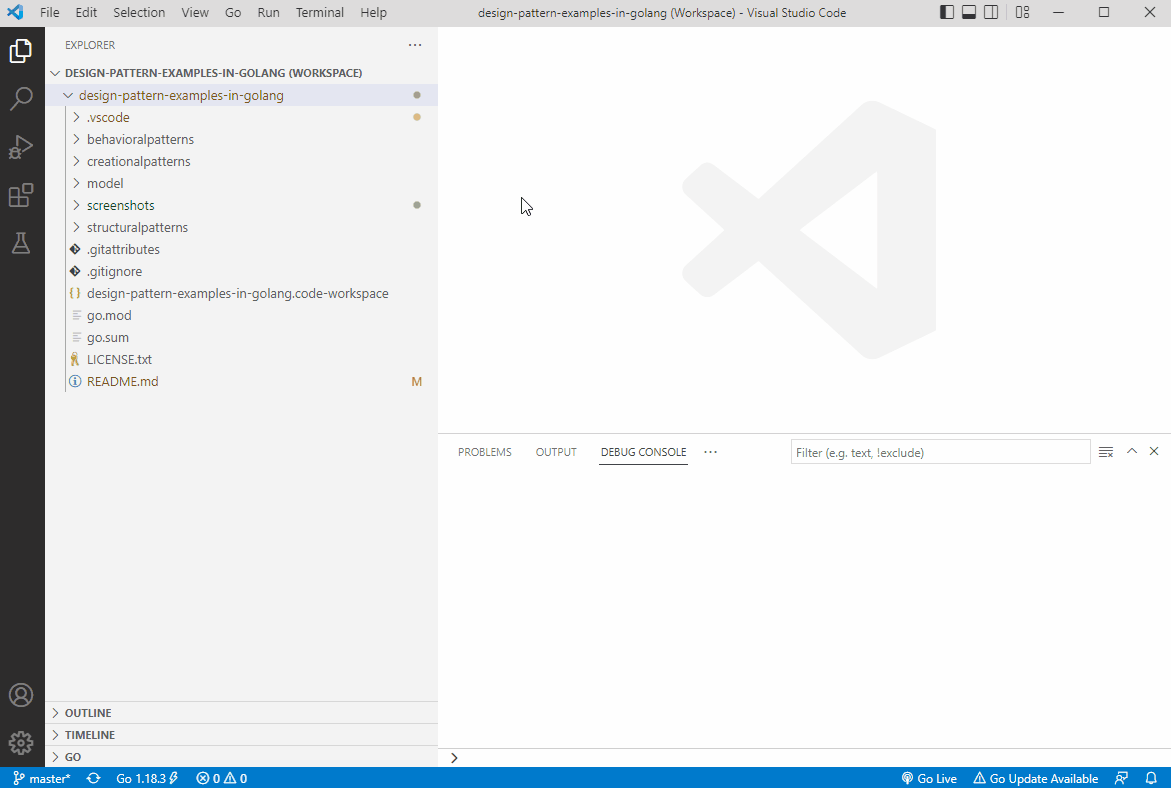 File Edit Selection View Go Run Terminal Help design-pattern-examples-in-golang (Workspace) - Visual Studio Code
EXPLORER ...
DESIGN-PATTERN-EXAMPLES-IN-GOLANG (WORKSPACE)
design-pattern-examples-in-golang
.vscode
behavioralpatterns
creationalpatterns
model
screenshots
structuralpatterns
.gitattributes
.gitignore
{} design-pattern-examples-in-golang.code-workspace
go.mod
go.sum
LICENSE.txt
README.md M
PROBLEMS OUTPUT DEBUG CONSOLE ... Filter (e.g. text, !exclude)
OUTLINE
TIMELINE
GO
master* Go 1.18.3 0 0 Go Live Go Update Available